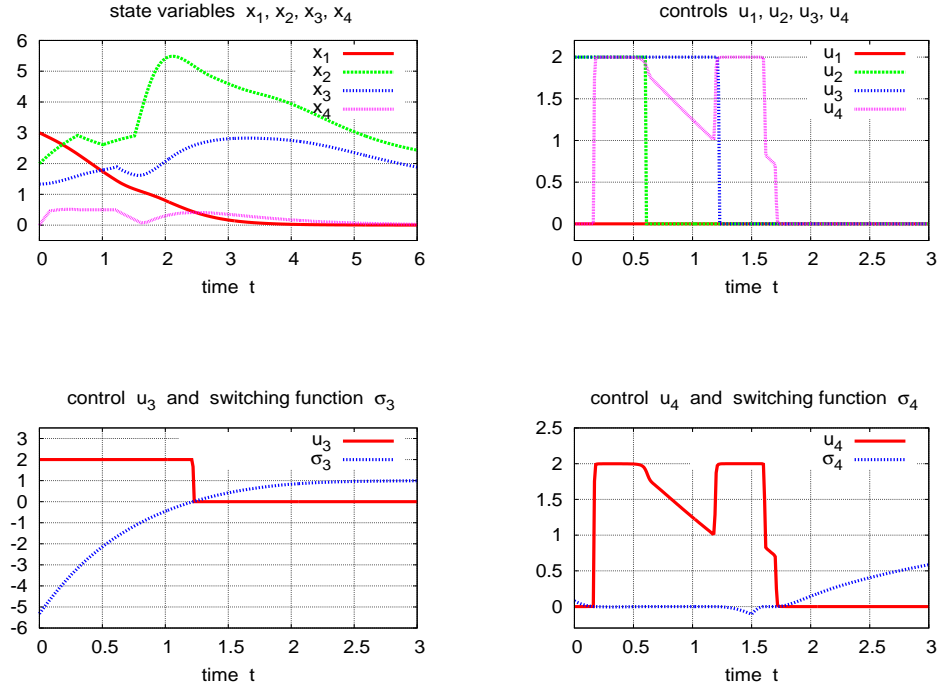 state variables x1, x2, x3, x4
6
5
4
3
2
1
0
x1
x2
x3
x4
0 1 2 3 4 5 6
time t
controls u1, u2, u3, u4
2
1.5
1
0.5
0
u1
u2
u3
u4
0 0.5 1 1.5 2 2.5 3
time t
control u3 and switching function σ3
3
2
1
0
-1
-2
-3
-4
-5
-6
u3
σ3
0 0.5 1 1.5 2 2.5 3
time t
control u4 and switching function σ4
2.5
2
1.5
1
0.5
0
u4
σ4
0 0.5 1 1.5 2 2.5 3
time t